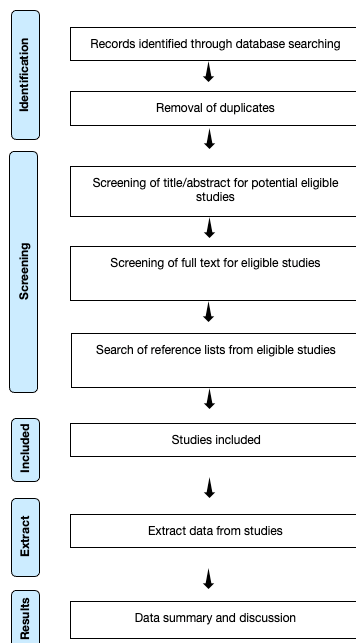 Identification
Records identified through database searching
Removal of duplicates
Screening
Screening of title/abstract for potential eligible
studies
Screening of full text for eligible studies
Search of reference lists from eligible studies
Included
Studies included
Extract
Extract data from studies
Results
Data summary and discussion